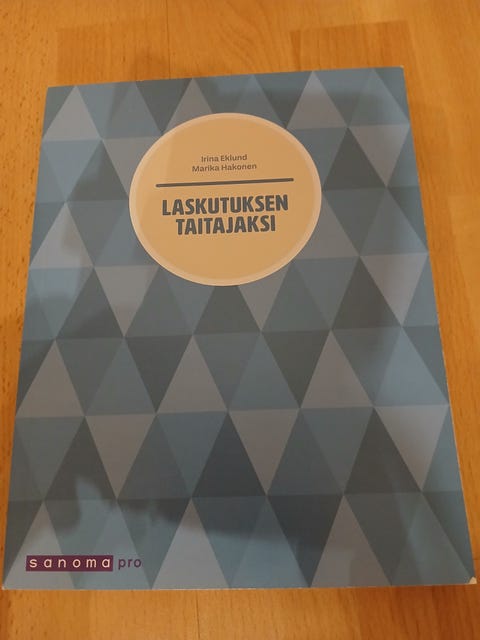 Irina Eklund
Marika Hakonen
LASKUTUKSEN
TAITAJAKSI
sanoma pro